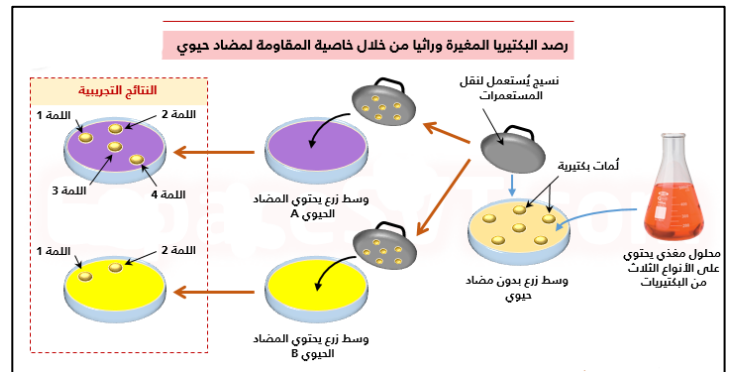 رصد البكتيريا المغيرة وراثيا من خلال خاصية المقاومة لمضاد حيوي
نسيج يُستعمل لنقل
المستعمرات
لُمات بكتيرية
محلول مغذي يحتوي
على الأنواع الثلاث
من البكتيريات
وسط زرع بدون مضاد
حيوي
وسط زرع يحتوي المضاد
الحيوي A
وسط زرع يحتوي المضاد
الحيوي B
النتائج التجريبية
اللمة 2
اللمة 1
اللمة 3
اللمة 4
اللمة 2
اللمة 1